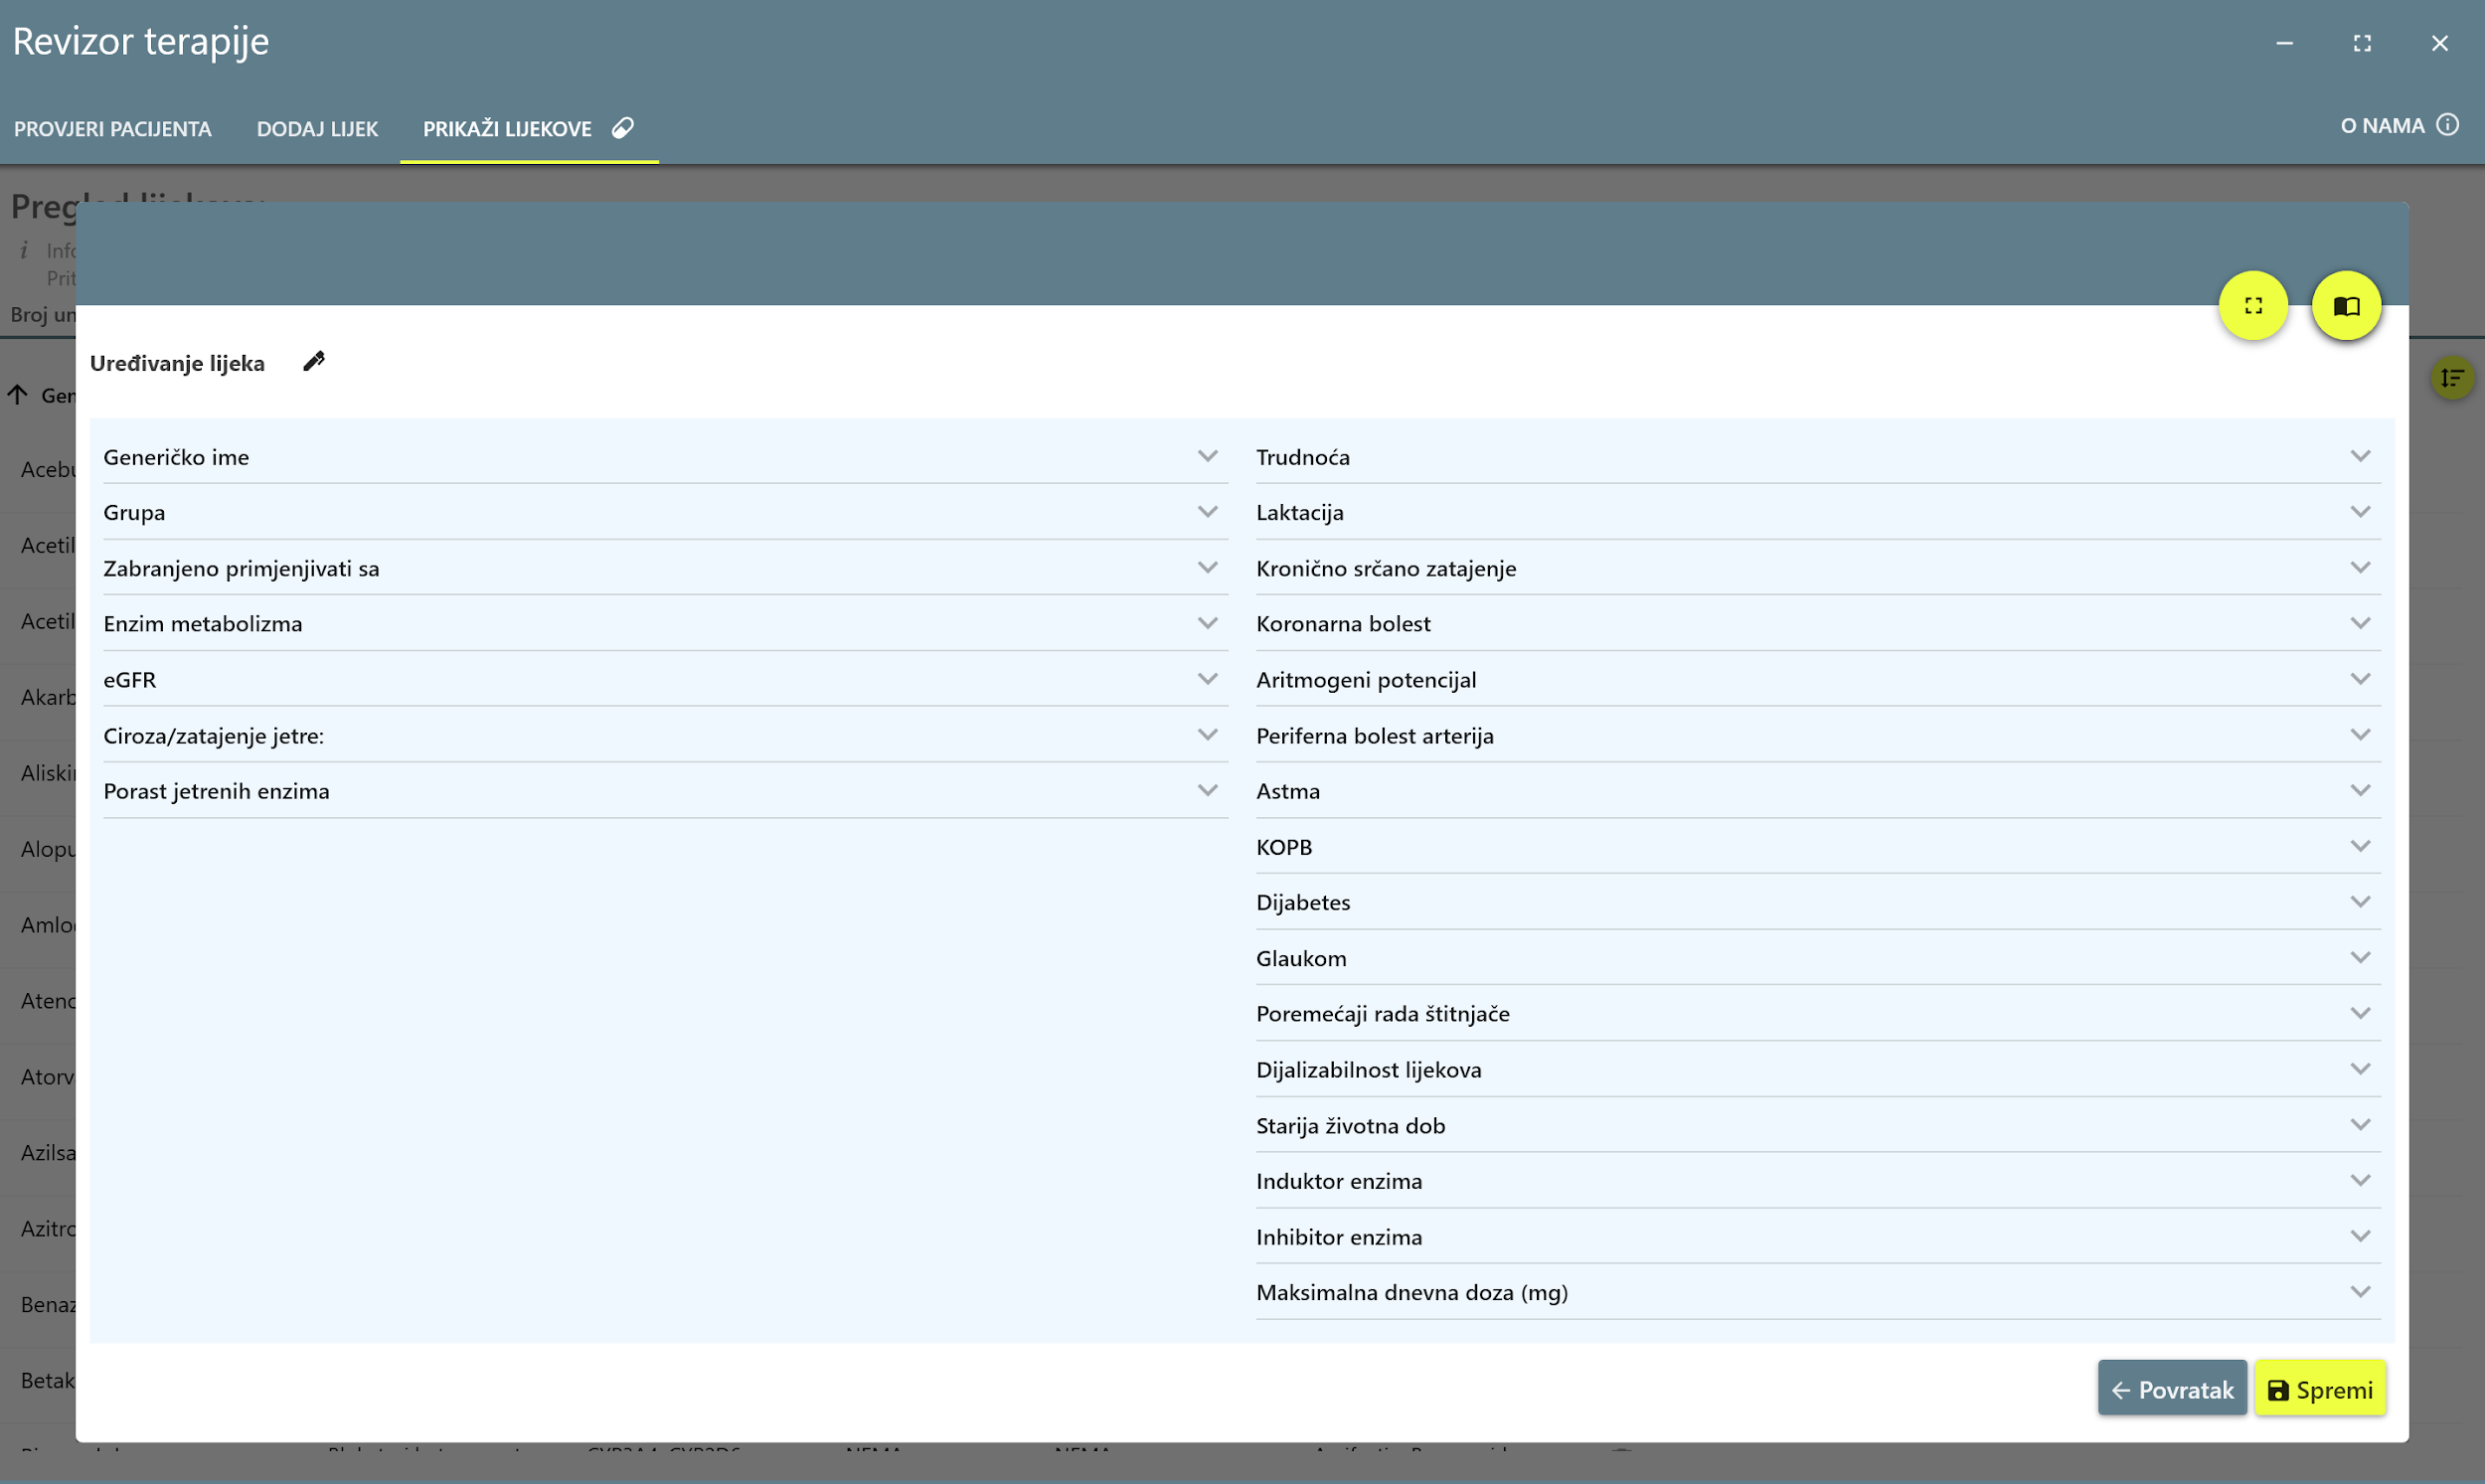 Revizor terapije
PROVJERI PACIJENTA
DODAJ LIJEK
PRIKAŽI LIJEKOVE
O NAMA
Broj
Uređivanje lijeka
Generičko ime
Grupa
Zabranjeno primjenjivati sa
Enzim metabolizma
eGFR
Ciroza/zatajenje jetre:
Porast jetrenih enzima
Trudnoća
Laktacija
Kronično srčano zatajenje
Koronarna bolest
Aritmogeni potencijal
Periferna bolest arterija
Astma
KOPB
Dijabetes
Glaukom
Poremećaji rada štitnjače
Dijalizabilnost lijekova
Starija životna dob
Induktor enzima
Inhibitor enzima
Maksimalna dnevna doza (mg)
Povratak
Spremi